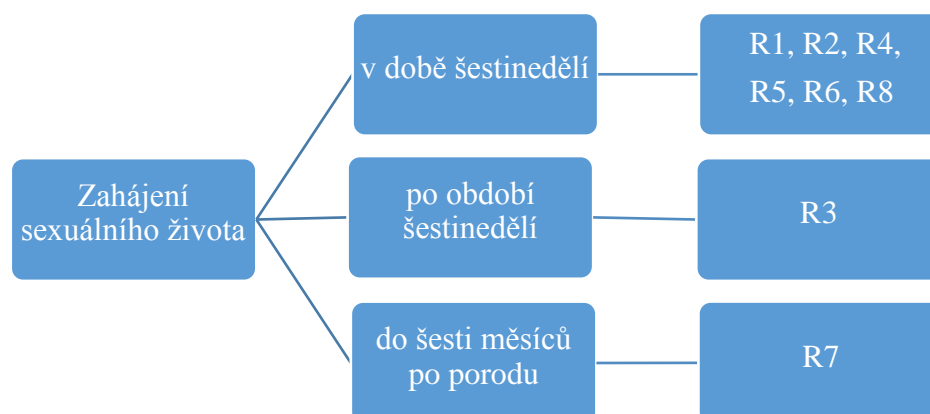 Zahájení
sexuálního života
v době šestinedělí
R1, R2, R4,
R5, R6, R8
po období
šestinedělí
R3
do šesti měsíců
po porodu
R7